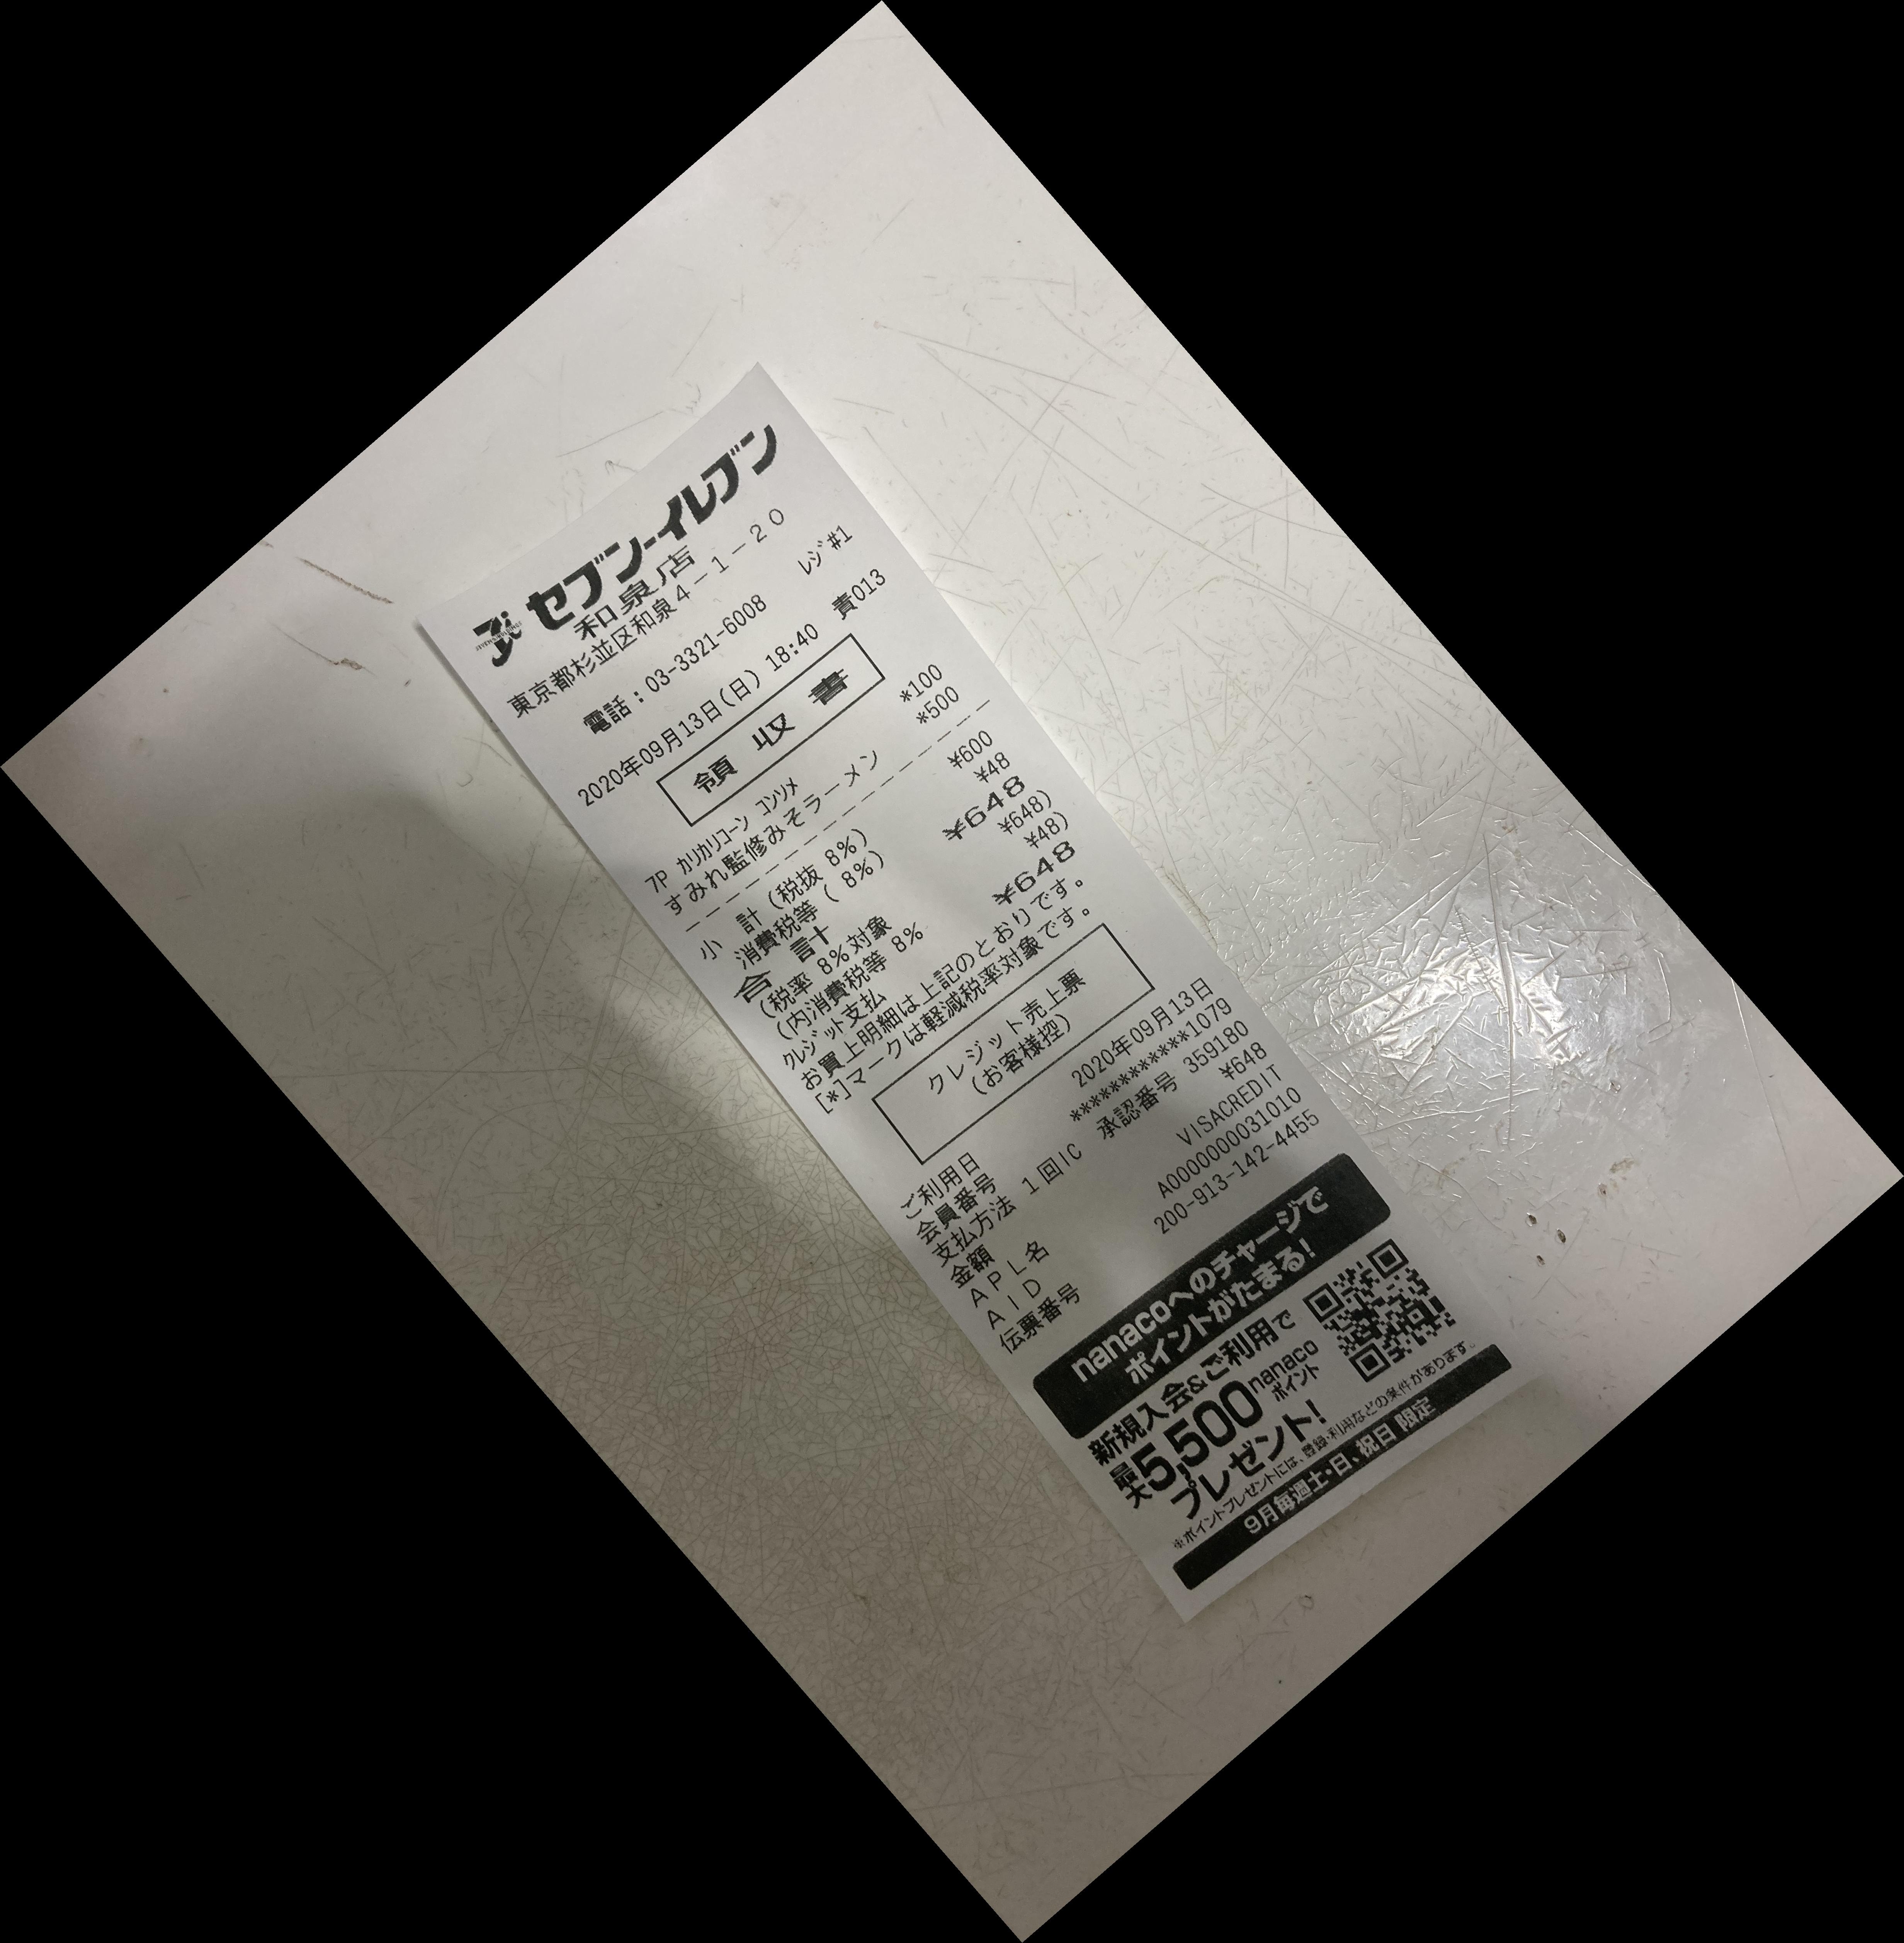 セブン-イレブン
和泉店
東京都杉並区和泉4-1-20
電話:03-3321-6008 ﾚｼﾞ#1
2020年09月13日(日) 18:40 責013
領収書
7P ｶﾘｶﾘｺｰﾝ ｺﾝｿﾒ *100
すみれ監修みそラーメン *500
小 計(税抜 8%) ¥600
消費税等( 8%) ¥48
合 計 ¥648
(税率 8%対象 ¥648)
(内消費税等 8% ¥48)
ｸﾚｼﾞｯﾄ支払 ¥648
お買上明細は上記のとおりです。
[*]マークは軽減税率対象です。
クレジット売上票
(お客様控)
ご利用日 2020年09月13日
会員番号 ************1079
支払方法 1回IC 承認番号 359180
金額 ¥648
APL名 VISACREDIT
AID A0000000031010
伝票番号 200-913-142-4455
nanacoへのチャージで
ポイントがたまる!
新規入会&ご利用で
最大5,500nanacoポイント
プレゼント!
※ポイントプレゼントには、登録・利用などの条件があります。
9月毎週土・日、祝日 限定